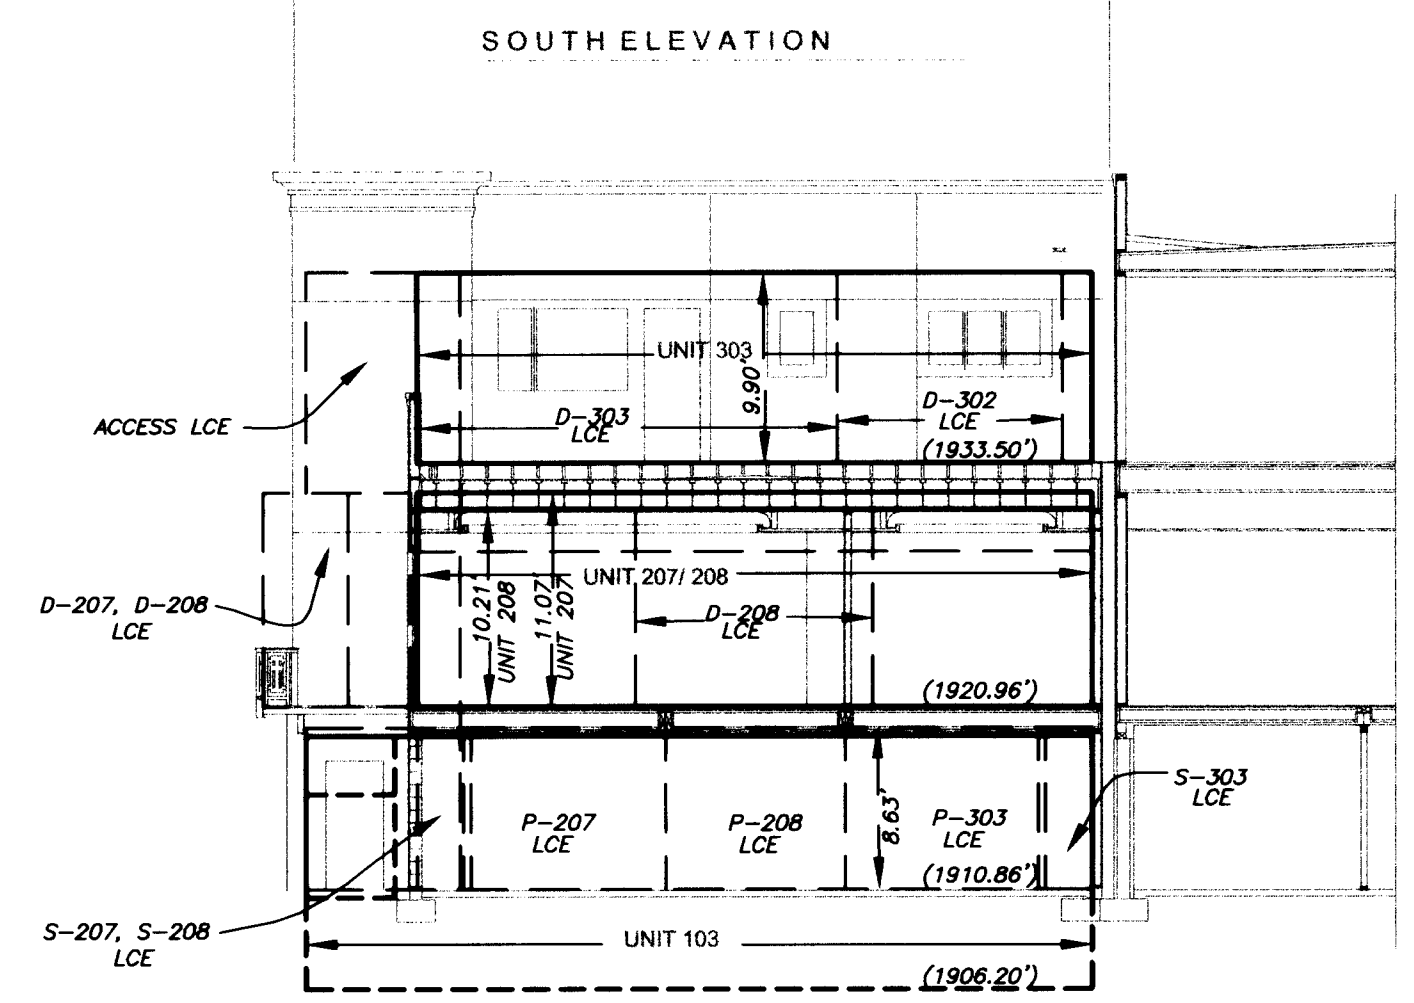 SOUTH ELEVATION
UNIT 303
9.90'
D-303
LCE
D-302
LCE
(1933.50')
ACCESS LCE
UNIT 207/ 208
10.21'
UNIT 208
11.07'
UNIT 207
D-208
LCE
D-207, D-208
LCE
(1920.96')
S-303
LCE
P-207
LCE
P-208
LCE
8.63'
P-303
LCE
(1910.86')
S-207, S-208
LCE
UNIT 103
(1906.20')